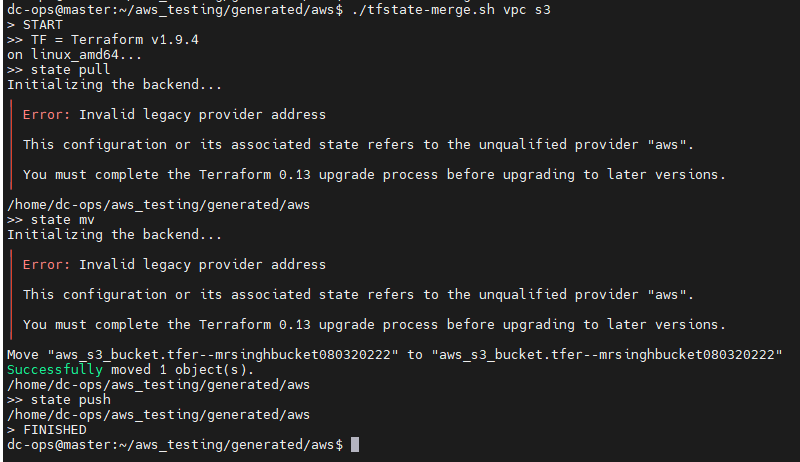 dc-ops@master:~/aws_testing/generated/aws$ ./tfstate-merge.sh vpc s3
> START
>> TF = Terraform v1.9.4
on linux_amd64...
>> state pull
Initializing the backend...
Error: Invalid legacy provider address
This configuration or its associated state refers to the unqualified provider "aws".
You must complete the Terraform 0.13 upgrade process before upgrading to later versions.
/home/dc-ops/aws_testing/generated/aws
>> state mv
Initializing the backend...
Error: Invalid legacy provider address
This configuration or its associated state refers to the unqualified provider "aws".
You must complete the Terraform 0.13 upgrade process before upgrading to later versions.
Move "aws_s3_bucket.tfer--mrsinghbucket080320222" to "aws_s3_bucket.tfer--mrsinghbucket080320222"
Successfully moved 1 object(s).
/home/dc-ops/aws_testing/generated/aws
>> state push
/home/dc-ops/aws_testing/generated/aws
> FINISHED
dc-ops@master:~/aws_testing/generated/aws$